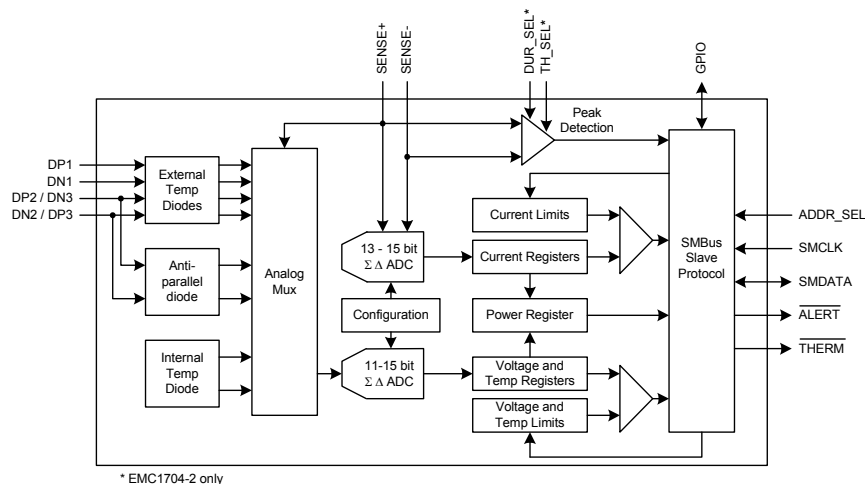 SENSE+
SENSE-
DUR_SEL*
TH_SEL*
GPIO
Peak
Detection
DP1
DN1
DP2 / DN3
DN2 / DP3
External
Temp
Diodes
Anti-
parallel
diode
Internal
Temp
Diode
Analog
Mux
13 - 15 bit
Σ Δ ADC
Configuration
11-15 bit
Σ Δ ADC
Current Limits
Current Registers
Power Register
Voltage and
Temp Registers
Voltage and
Temp Limits
SMBus
Slave
Protocol
ADDR_SEL
SMCLK
SMDATA
ALERT
THERM
* EMC1704-2 only